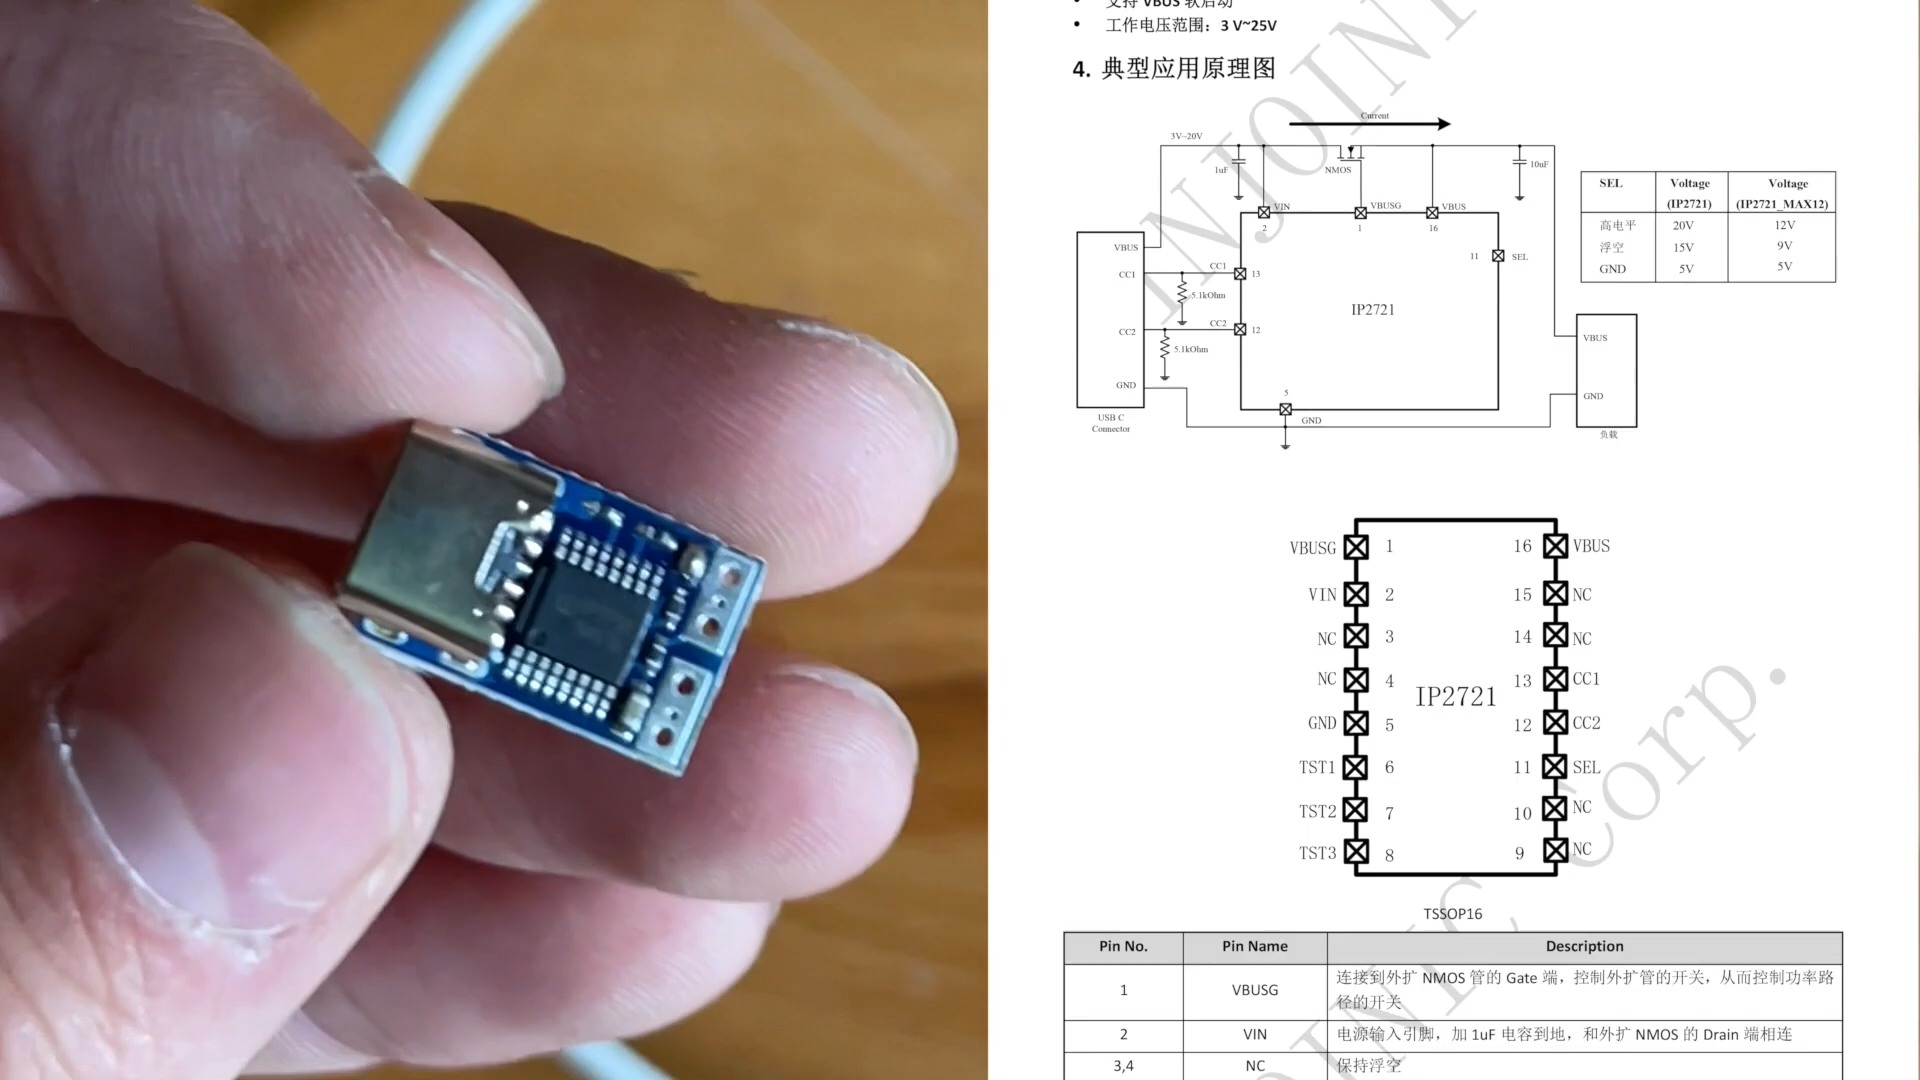 • 支持 VBUS 软启动
• 工作电压范围：3 V~25V
4. 典型应用原理图
Current
3V~20V
1uF
NMOS
10uF
VIN
VBUSG
VBUS
2
1
16
11
SEL
VBUS
CC1
CC1
13
5.1kOhm
IP2721
CC2
CC2
12
5.1kOhm
GND
5
GND
USB C
Connector
VBUS
GND
负载
SEL Voltage (IP2721) Voltage (IP2721_MAX12)
高电平 20V 12V
浮空 15V 9V
GND 5V 5V
VBUSG 1 16 VBUS
VIN 2 15 NC
NC 3 14 NC
NC 4 13 CC1
IP2721
GND 5 12 CC2
TST1 6 11 SEL
TST2 7 10 NC
TST3 8 9 NC
TSSOP16
Pin No. Pin Name Description
1 VBUSG 连接到外扩 NMOS 管的 Gate 端，控制外扩管的开关，从而控制功率路
径的开关
2 VIN 电源输入引脚，加 1uF 电容到地，和外扩 NMOS 的 Drain 端相连
3,4 NC 保持浮空
INJOIN
Corp.